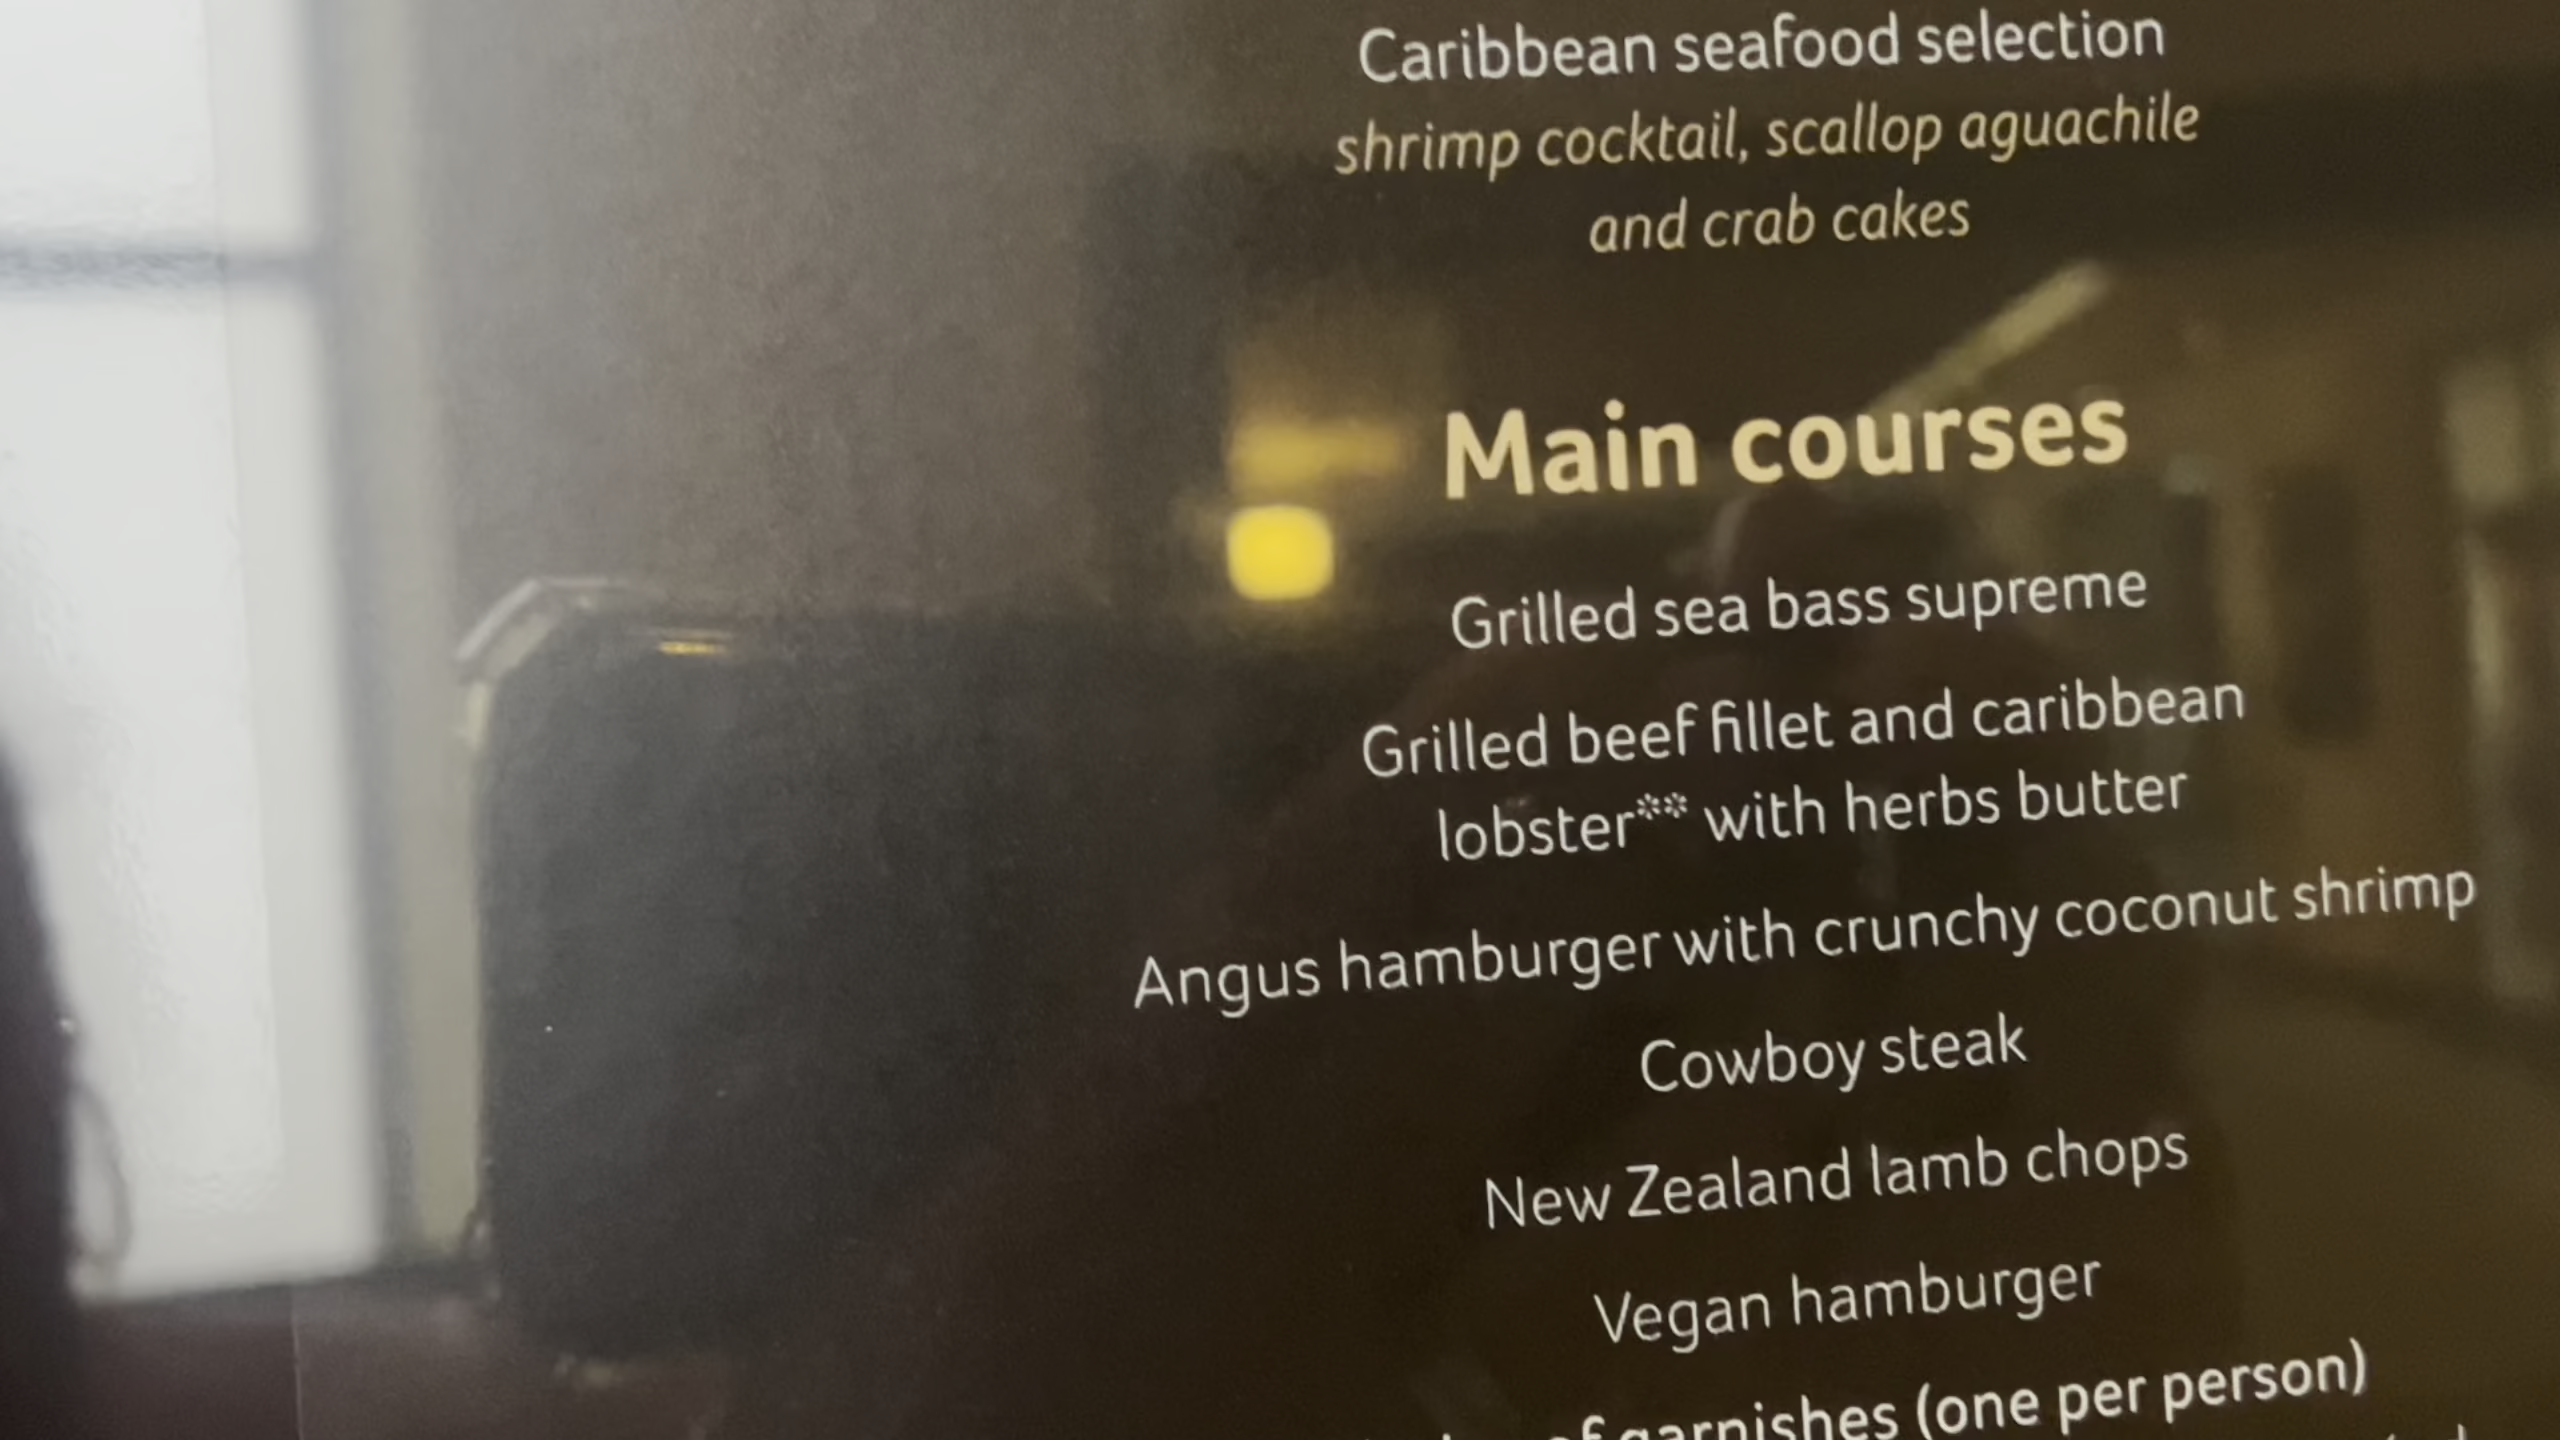 Caribbean seafood selection
shrimp cocktail, scallop aguachile
and crab cakes
Main courses
Grilled sea bass supreme
Grilled beef fillet and caribbean
lobster** with herbs butter
Angus hamburger with crunchy coconut shrimp
Cowboy steak
New Zealand lamb chops
Vegan hamburger
of garnishes (one per person)